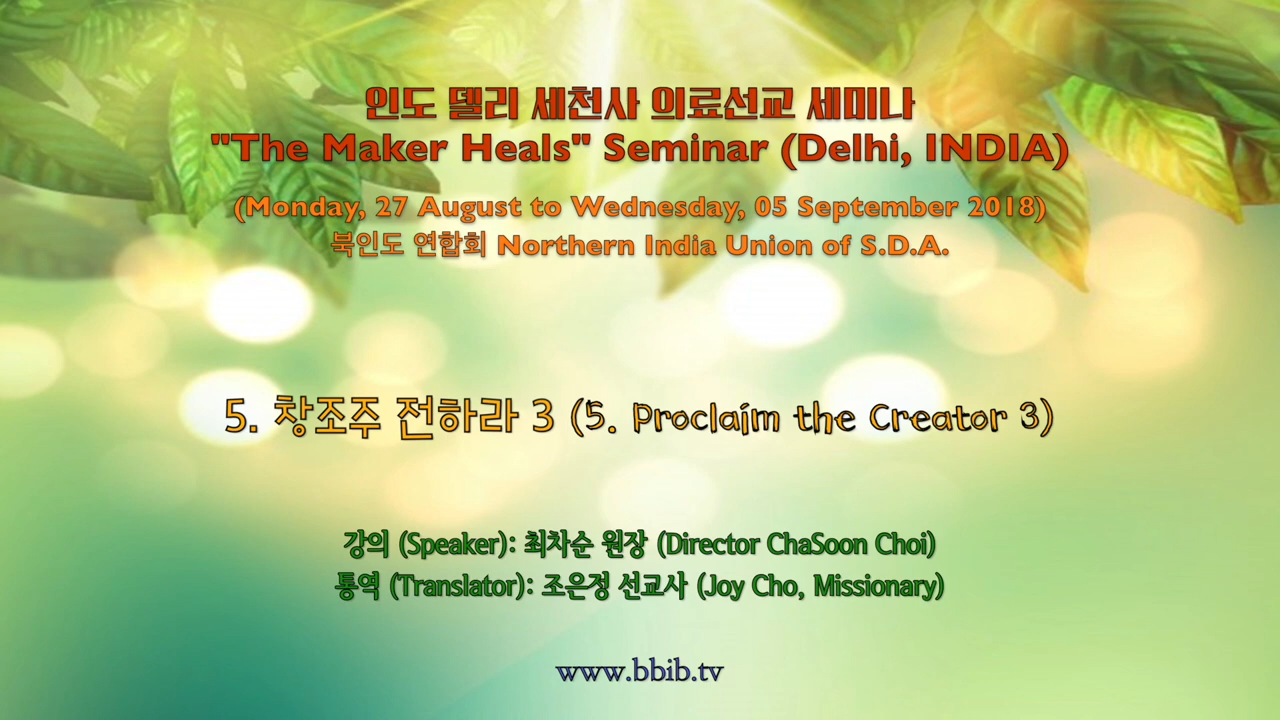 인도 델리 세천사 의료선교 세미나
"The Maker Heals" Seminar (Delhi, INDIA)
(Monday, 27 August to Wednesday, 05 September 2018)
북인도 연합회 Northern India Union of S.D.A.
5. 창조주 전하라 3 (5. Proclaim the Creator 3)
강의 (Speaker): 최차순 원장 (Director ChaSoon Choi)
통역 (Translator): 조은정 선교사 (Joy Cho, Missionary)
www.bbib.tv